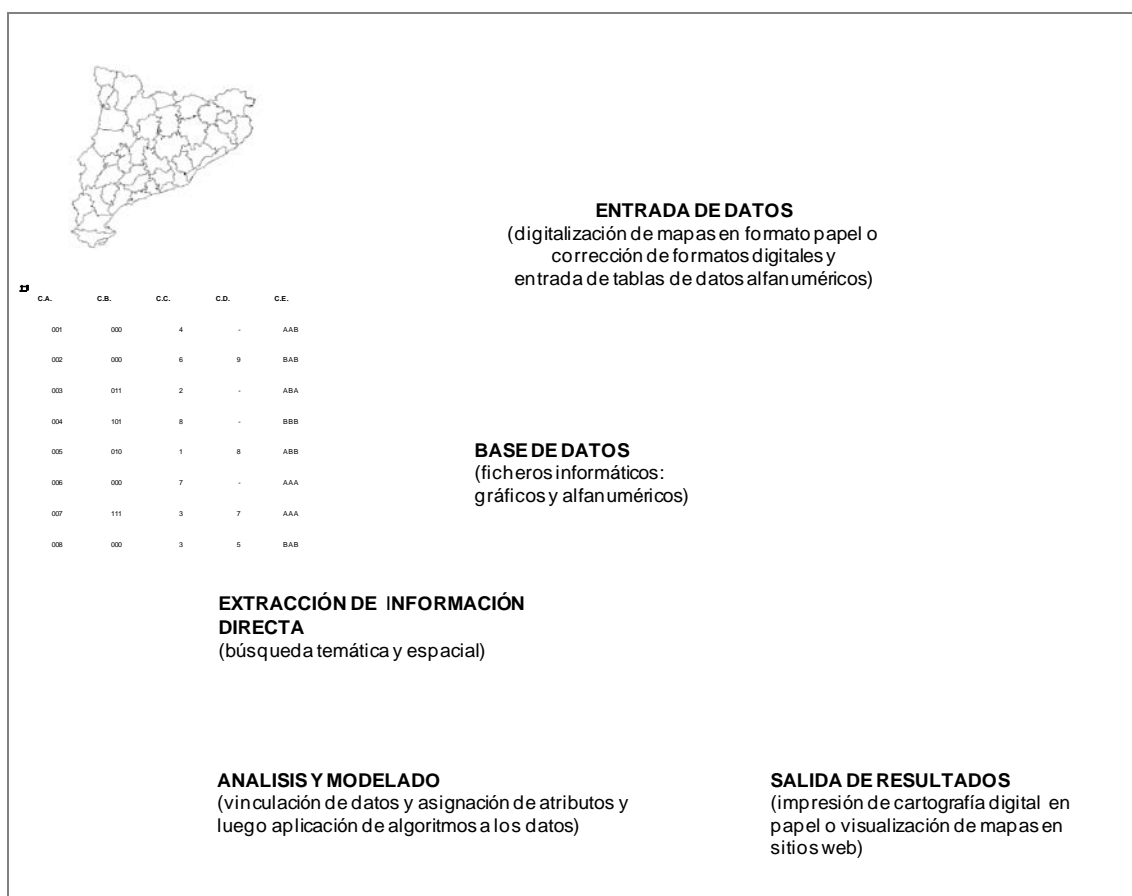 ENTRADA DE DATOS
(digitalización de mapas en formato papel o
corrección de formatos digitales y
entrada de tablas de datos alfanuméricos)
C.A. C.B. C.C. C.D. C.E.
001 000 4 - AAB
002 000 6 9 BAB
003 011 2 - ABA
004 101 8 - BBB
005 010 1 8 ABB
006 000 7 - AAA
007 111 3 7 AAA
008 000 3 5 BAB
BASE DE DATOS
(ficheros informáticos:
gráficos y alfanuméricos)
EXTRACCIÓN DE INFORMACIÓN
DIRECTA
(búsqueda temática y espacial)
ANALISIS Y MODELADO
(vinculación de datos y asignación de atributos y
luego aplicación de algoritmos a los datos)
SALIDA DE RESULTADOS
(impresión de cartografía digital en
papel o visualización de mapas en
sitios web)